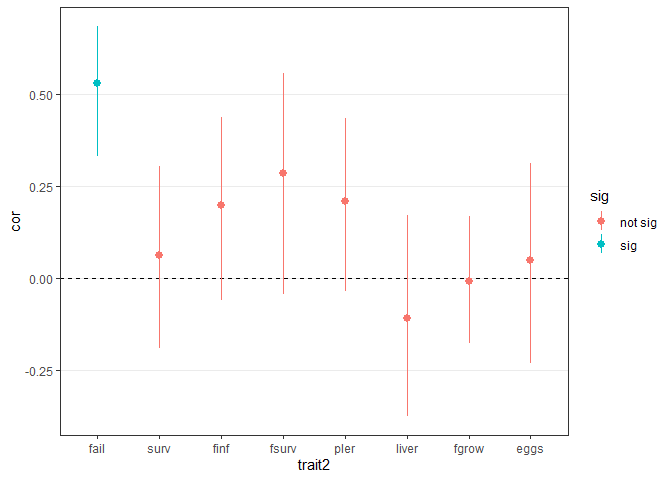 cor
0.50
0.25
0.00
-0.25
fail surv finf fsurv pler liver fgrow eggs
trait2
sig
not sig
sig